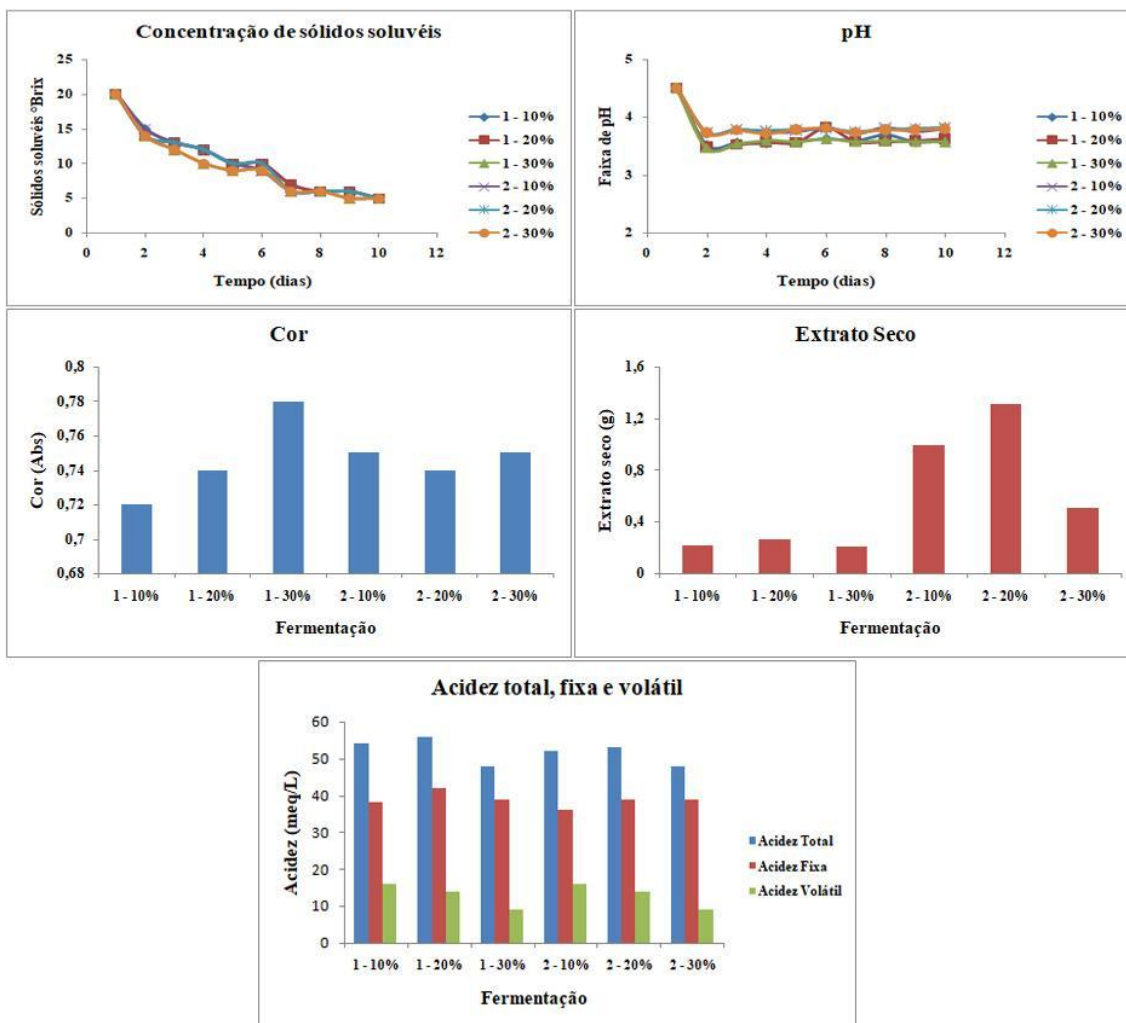 Concentração de sólidos soluvéis
Sólidos soluvéis °Brix
25
20
15
10
5
0
0 2 4 6 8 10 12
Tempo (dias)
1 - 10%
1 - 20%
1 - 30%
2 - 10%
2 - 20%
2 - 30%
pH
Faixa de pH
5
4
3
2
0 2 4 6 8 10 12
Tempo (dias)
1 - 10%
1 - 20%
1 - 30%
2 - 10%
2 - 20%
2 - 30%
Cor
Cor (Abs)
0,8
0,78
0,76
0,74
0,72
0,7
0,68
1 - 10% 1 - 20% 1 - 30% 2 - 10% 2 - 20% 2 - 30%
Fermentação
Extrato Seco
Extrato seco (g)
1,6
1,2
0,8
0,4
0
1 - 10% 1 - 20% 1 - 30% 2 - 10% 2 - 20% 2 - 30%
Fermentação
Acidez total, fixa e volátil
Acidez (meq/L)
60
50
40
30
20
10
0
1 - 10% 1 - 20% 1 - 30% 2 - 10% 2 - 20% 2 - 30%
Fermentação
Acidez Total
Acidez Fixa
Acidez Volátil